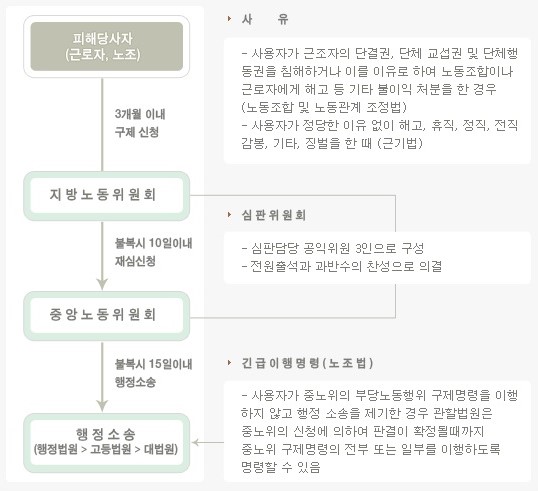 피해당사자
(근로자, 노조)
3개월 이내
구제 신청
지방노동위원회
불복시 10일이내
재심신청
중앙노동위원회
불복시 15일이내
행정소송
행정소송
(행정법원 > 고등법원 > 대법원)
사 유
- 사용자가 근조자의 단결권, 단체 교섭권 및 단체행
동권을 침해하거나 이를 이유로 하여 노동조합이나
근로자에게 해고 등 기타 불이익 처분을 한 경우
(노동조합 및 노동관계 조정법)
- 사용자가 정당한 이유 없이 해고, 휴직, 정직, 전직
감봉, 기타, 징벌을 한 때 (근기법)
심판위원회
- 심판담당 공익위원 3인으로 구성
- 전원출석과 과반수의 찬성으로 의결
긴급이행명령(노조법)
- 사용자가 중노위의 부당노동행위 구제명령을 이행
하지 않고 행정 소송을 제기한 경우 관할법원은
중노위의 신청에 의하여 판결이 확정될때까지
중노위 구제명령의 전부 또는 일부를 이행하도록
명령할 수 있음